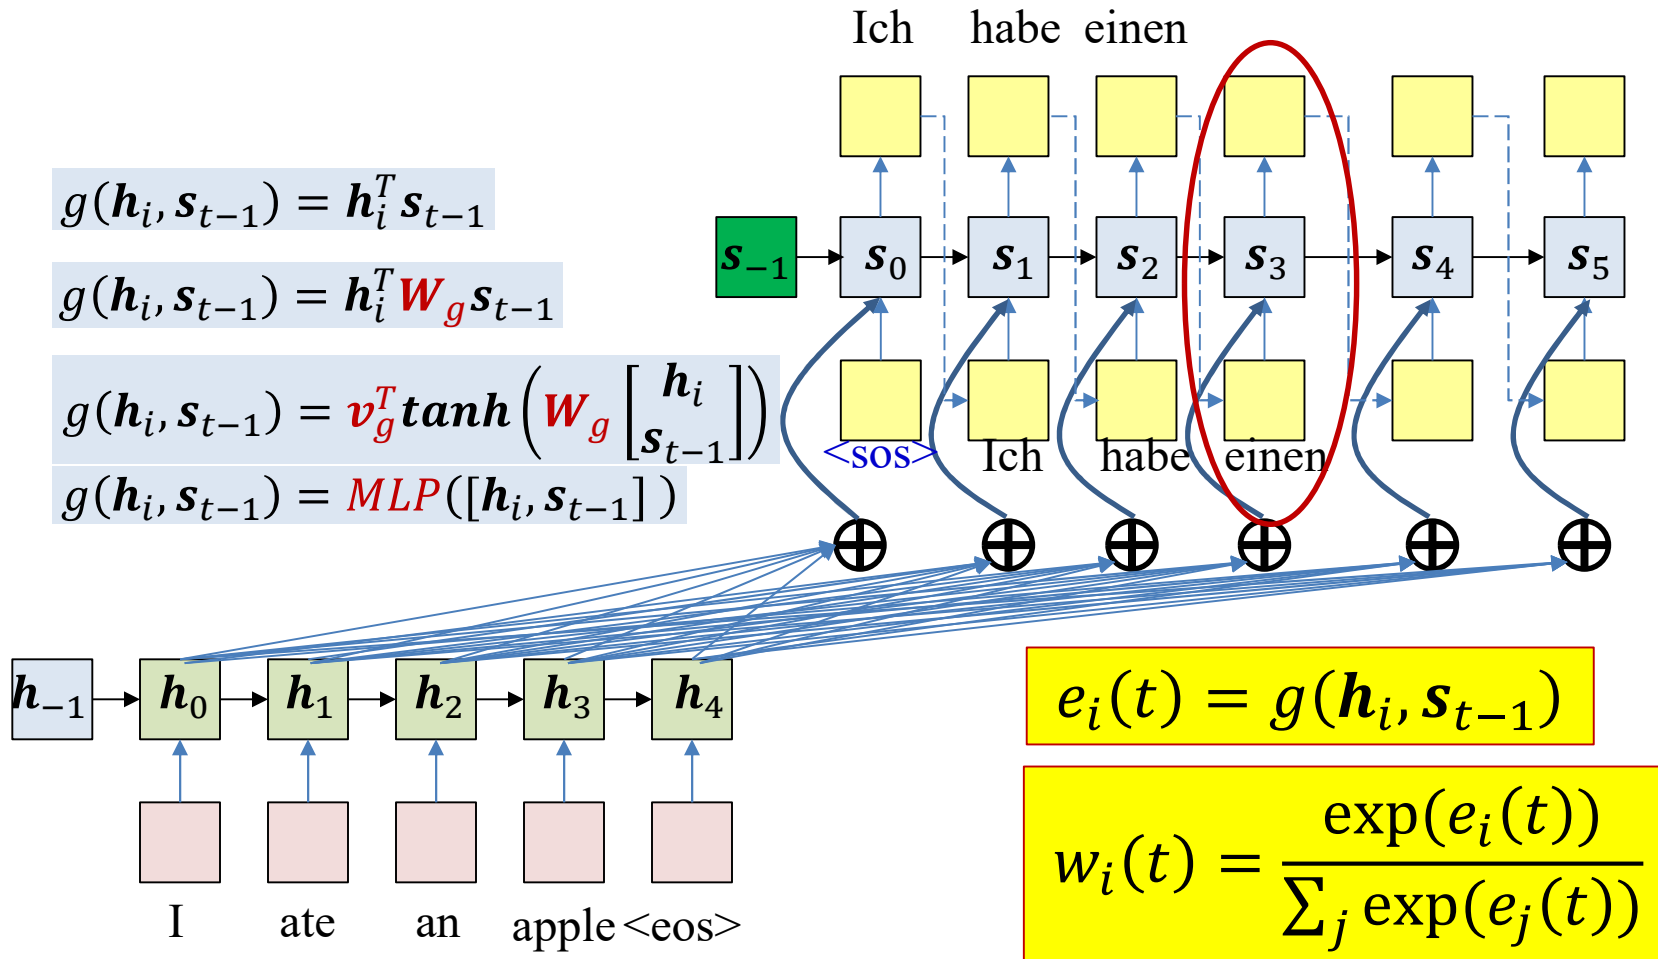 Ich habe einen
g(h_i, s_{t−1}) = h_i^T s_{t−1}
g(h_i, s_{t−1}) = h_i^T W_g s_{t−1}
g(h_i, s_{t−1}) = v_g^T tanh(W_g [h_i s_{t−1}])
g(h_i, s_{t−1}) = MLP([h_i, s_{t−1}] )
s_{−1} s_0 s_1 s_2 s_3 s_4 s_5
<sos> Ich habe einen
h_{−1} h_0 h_1 h_2 h_3 h_4
I ate an apple <eos>
e_i(t) = g(h_i, s_{t−1})
w_i(t) = exp(e_i(t)) / ∑_j exp(e_j(t))